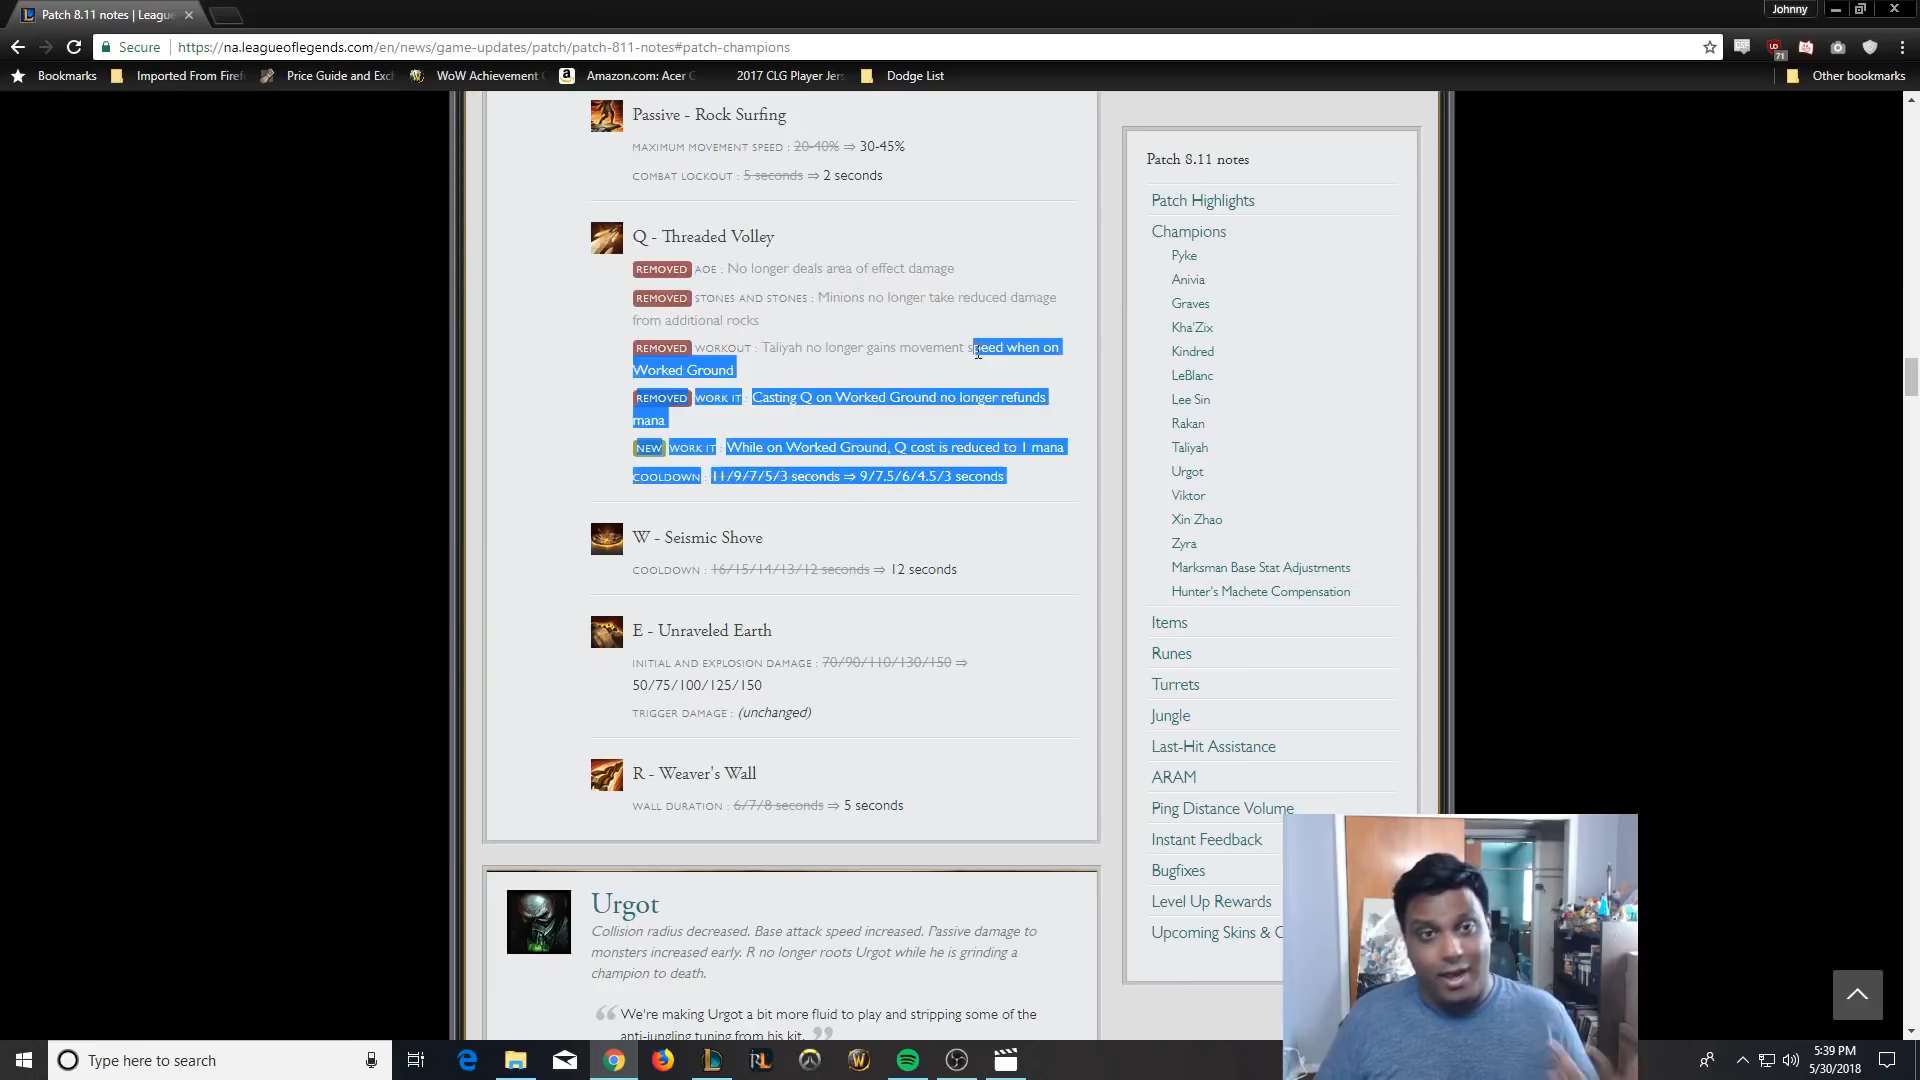 Patch 8.11 notes | League
Johnny
Secure
https://na.leagueoflegends.com/en/news/game-updates/patch/patch-811-notes#patch-champions
71
Bookmarks
Imported From Firef
Price Guide and Exch
WoW Achievement
Amazon.com: Acer
2017 CLG Player Jers
Dodge List
Other bookmarks
Passive - Rock Surfing
MAXIMUM MOVEMENT SPEED : 20-40% ⇒ 30-45%
COMBAT LOCKOUT : 5 seconds ⇒ 2 seconds
Q - Threaded Volley
REMOVED AOE : No longer deals area of effect damage
REMOVED STONES AND STONES : Minions no longer take reduced damage
from additional rocks
REMOVED WORKOUT : Taliyah no longer gains movement speed when on
Worked Ground
REMOVED WORK IT : Casting Q on Worked Ground no longer refunds
mana
NEW WORK IT : While on Worked Ground, Q cost is reduced to 1 mana
COOLDOWN : 11/9/7/5/3 seconds ⇒ 9/7.5/6/4.5/3 seconds
W - Seismic Shove
COOLDOWN : 16/15/14/13/12 seconds ⇒ 12 seconds
E - Unraveled Earth
INITIAL AND EXPLOSION DAMAGE : 70/90/110/130/150 ⇒
50/75/100/125/150
TRIGGER DAMAGE : (unchanged)
R - Weaver's Wall
WALL DURATION : 6/7/8 seconds ⇒ 5 seconds
Urgot
Collision radius decreased. Base attack speed increased. Passive damage to
monsters increased early. R no longer roots Urgot while he is grinding a
champion to death.
“ We're making Urgot a bit more fluid to play and stripping some of the
anti-jungling tuning from his kit. ”
Patch 8.11 notes
Patch Highlights
Champions
Pyke
Anivia
Graves
Kha'Zix
Kindred
LeBlanc
Lee Sin
Rakan
Taliyah
Urgot
Viktor
Xin Zhao
Zyra
Marksman Base Stat Adjustments
Hunter's Machete Compensation
Items
Runes
Turrets
Jungle
Last-Hit Assistance
ARAM
Ping Distance Volume
Instant Feedback
Bugfixes
Level Up Rewards
Upcoming Skins & C
Type here to search
5:39 PM
5/30/2018